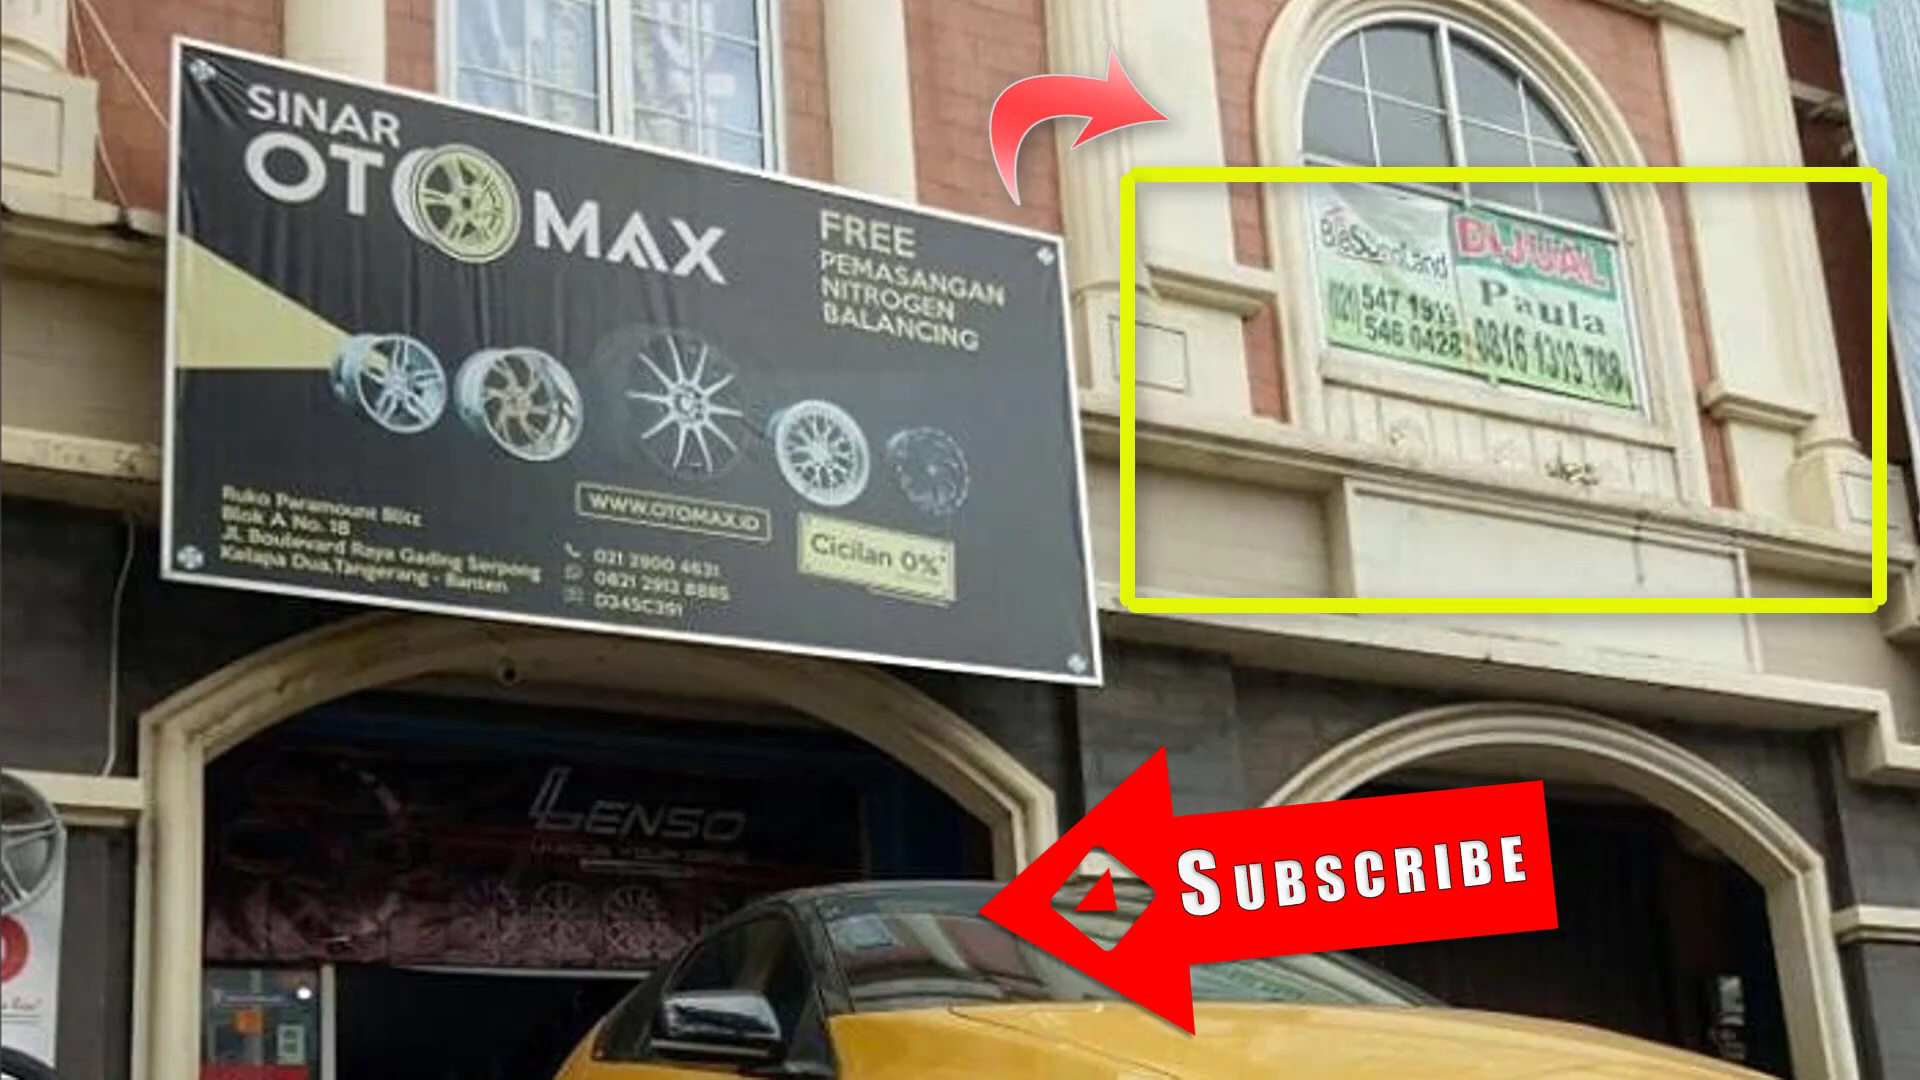 SINAR
OTOMAX
FREE
PEMASANGAN
NITROGEN
BALANCING
Ruko Paramount Blitz
Blok A No. 18
Jl. Boulevard Raya Gading Serpong
Kelapa Dua, Tangerang - Banten
WWW.OTOMAX.ID
021 2900 4631
0821 2912 8885
D345C391
Cicilan 0%*
DIJUAL
Paula
547 1913
546 0428
0816 1313 788
LENSO
SUBSCRIBE